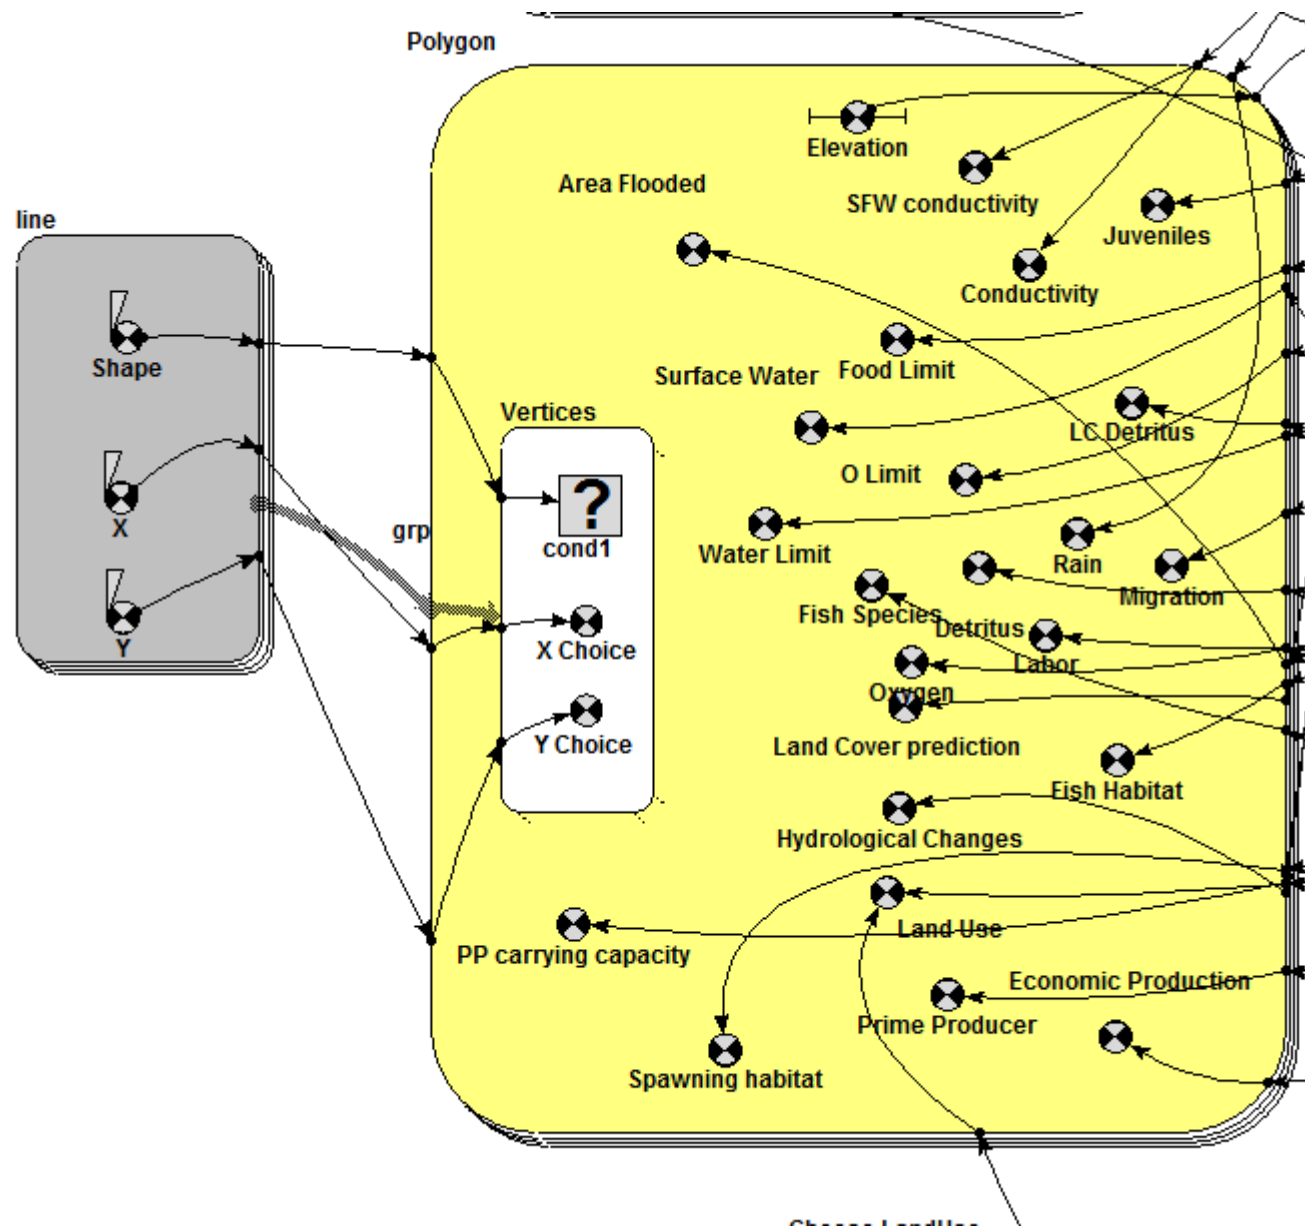 Polygon
Elevation
Area Flooded
SFW conductivity
line
Juveniles
Conductivity
Shape
Surface Water
Food Limit
Vertices
LC Detritus
O Limit
X
grp
cond1
Water Limit
Rain
Migration
Fish Species
Detritus
Y
X Choice
Labor
Oxygen
Y Choice
Land Cover prediction
Fish Habitat
Hydrological Changes
Land Use
PP carrying capacity
Economic Production
Prime Producer
Spawning habitat
Choose LandUse